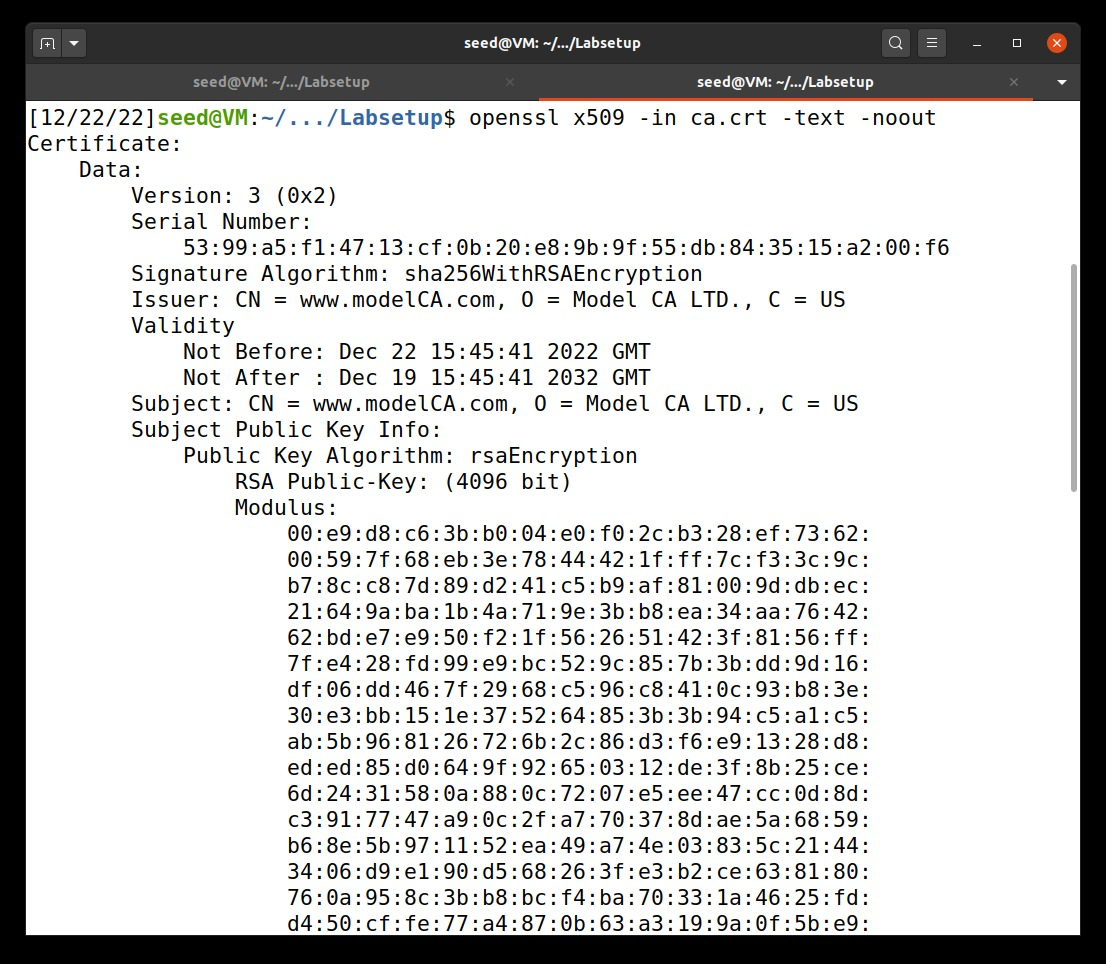 seed@VM: ~/.../Labsetup
seed@VM: ~/.../Labsetup
seed@VM: ~/.../Labsetup
[12/22/22]seed@VM:~/.../Labsetup$ openssl x509 -in ca.crt -text -noout
Certificate:
    Data:
        Version: 3 (0x2)
        Serial Number:
            53:99:a5:f1:47:13:cf:0b:20:e8:9b:9f:55:db:84:35:15:a2:00:f6
        Signature Algorithm: sha256WithRSAEncryption
        Issuer: CN = www.modelCA.com, O = Model CA LTD., C = US
        Validity
            Not Before: Dec 22 15:45:41 2022 GMT
            Not After : Dec 19 15:45:41 2032 GMT
        Subject: CN = www.modelCA.com, O = Model CA LTD., C = US
        Subject Public Key Info:
            Public Key Algorithm: rsaEncryption
                RSA Public-Key: (4096 bit)
                Modulus:
                    00:e9:d8:c6:3b:b0:04:e0:f0:2c:b3:28:ef:73:62:
                    00:59:7f:68:eb:3e:78:44:42:1f:ff:7c:f3:3c:9c:
                    b7:8c:c8:7d:89:d2:41:c5:b9:af:81:00:9d:db:ec:
                    21:64:9a:ba:1b:4a:71:9e:3b:b8:ea:34:aa:76:42:
                    62:bd:e7:e9:50:f2:1f:56:26:51:42:3f:81:56:ff:
                    7f:e4:28:fd:99:e9:bc:52:9c:85:7b:3b:dd:9d:16:
                    df:06:dd:46:7f:29:68:c5:96:c8:41:0c:93:b8:3e:
                    30:e3:bb:15:1e:37:52:64:85:3b:3b:94:c5:a1:c5:
                    ab:5b:96:81:26:72:6b:2c:86:d3:f6:e9:13:28:d8:
                    ed:ed:85:d0:64:9f:92:65:03:12:de:3f:8b:25:ce:
                    6d:24:31:58:0a:88:0c:72:07:e5:ee:47:cc:0d:8d:
                    c3:91:77:47:a9:0c:2f:a7:70:37:8d:ae:5a:68:59:
                    b6:8e:5b:97:11:52:ea:49:a7:4e:03:83:5c:21:44:
                    34:06:d9:e1:90:d5:68:26:3f:e3:b2:ce:63:81:80:
                    76:0a:95:8c:3b:b8:bc:f4:ba:70:33:1a:46:25:fd:
                    d4:50:cf:fe:77:a4:87:0b:63:a3:19:9a:0f:5b:e9: